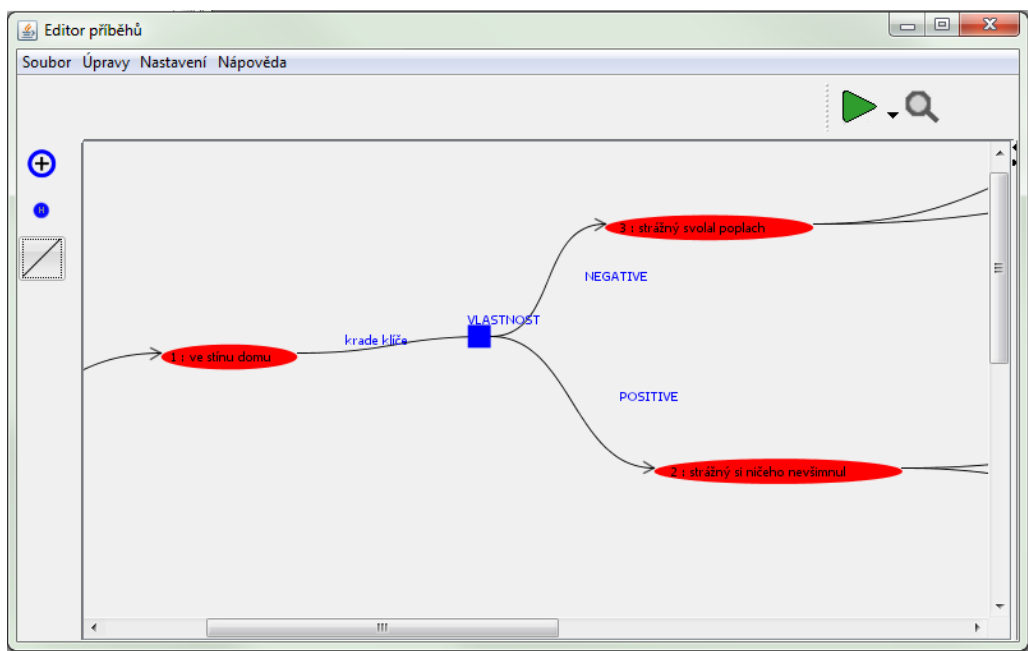 Editor příběhů
Soubor Úpravy Nastavení Nápověda
H
3 : strážný svolal poplach
NEGATIVE
VLASTNOST
krade klíče
1 : ve stínu domu
POSITIVE
2 : strážný si ničeho nevšimnul